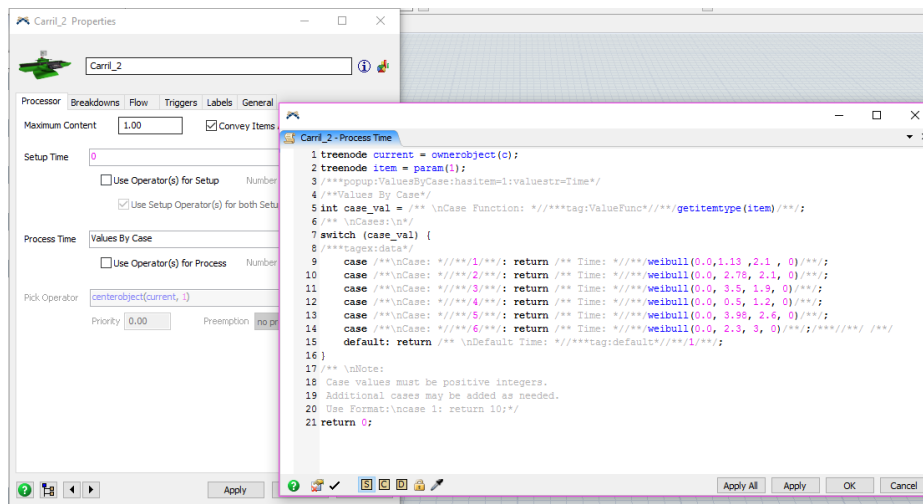 Carril_2 Properties
Carril_2
Processor Breakdowns Flow Triggers Labels General
Maximum Content 1.00 Convey Items
Setup Time 0
Use Operator(s) for Setup Number
Use Setup Operator(s) for both
Process Time Values By Case
Use Operator(s) for Process Number
Pick Operator centerobject(current, 1)
Priority 0.00 Preemption
Apply
Carril_2 - Process Time
1 treenode current = ownerobject(c);
2 treenode item = param(1);
3 /***popup:ValuesByCase:hasitem=1:valuestr=Time*/
4 /**Values By Case*/
5 int case_val = /** \nCase Function: *//***tag:ValueFunc*//**/getitemtype(item)/**/;
6 /** \nCases:\n*/
7 switch (case_val) {
8 /***tagex:data*/
9 case /**\nCase: *//**/1/**/: return /** Time: *//**/weibull(0.0,1.13 ,2.1 , 0)/**/;
10 case /**\nCase: *//**/2/**/: return /** Time: *//**/weibull(0.0, 2.78, 2.1, 0)/**/;
11 case /**\nCase: *//**/3/**/: return /** Time: *//**/weibull(0.0, 3.5, 1.9, 0)/**/;
12 case /**\nCase: *//**/4/**/: return /** Time: *//**/weibull(0.0, 0.5, 1.2, 0)/**/;
13 case /**\nCase: *//**/5/**/: return /** Time: *//**/weibull(0.0, 3.98, 2.6, 0)/**/;
14 case /**\nCase: *//**/6/**/: return /** Time: *//**/weibull(0.0, 2.3, 3, 0)/**/;/***//**/ /**/
15 default: return /** \nDefault Time: *//***tag:default*//**/1/**/;
16 }
17 /** \nNote:
18 Case values must be positive integers.
19 Additional cases may be added as needed.
20 Use Format:\ncase 1: return 10;*/
21 return 0;
S C D
Apply All Apply OK Cancel